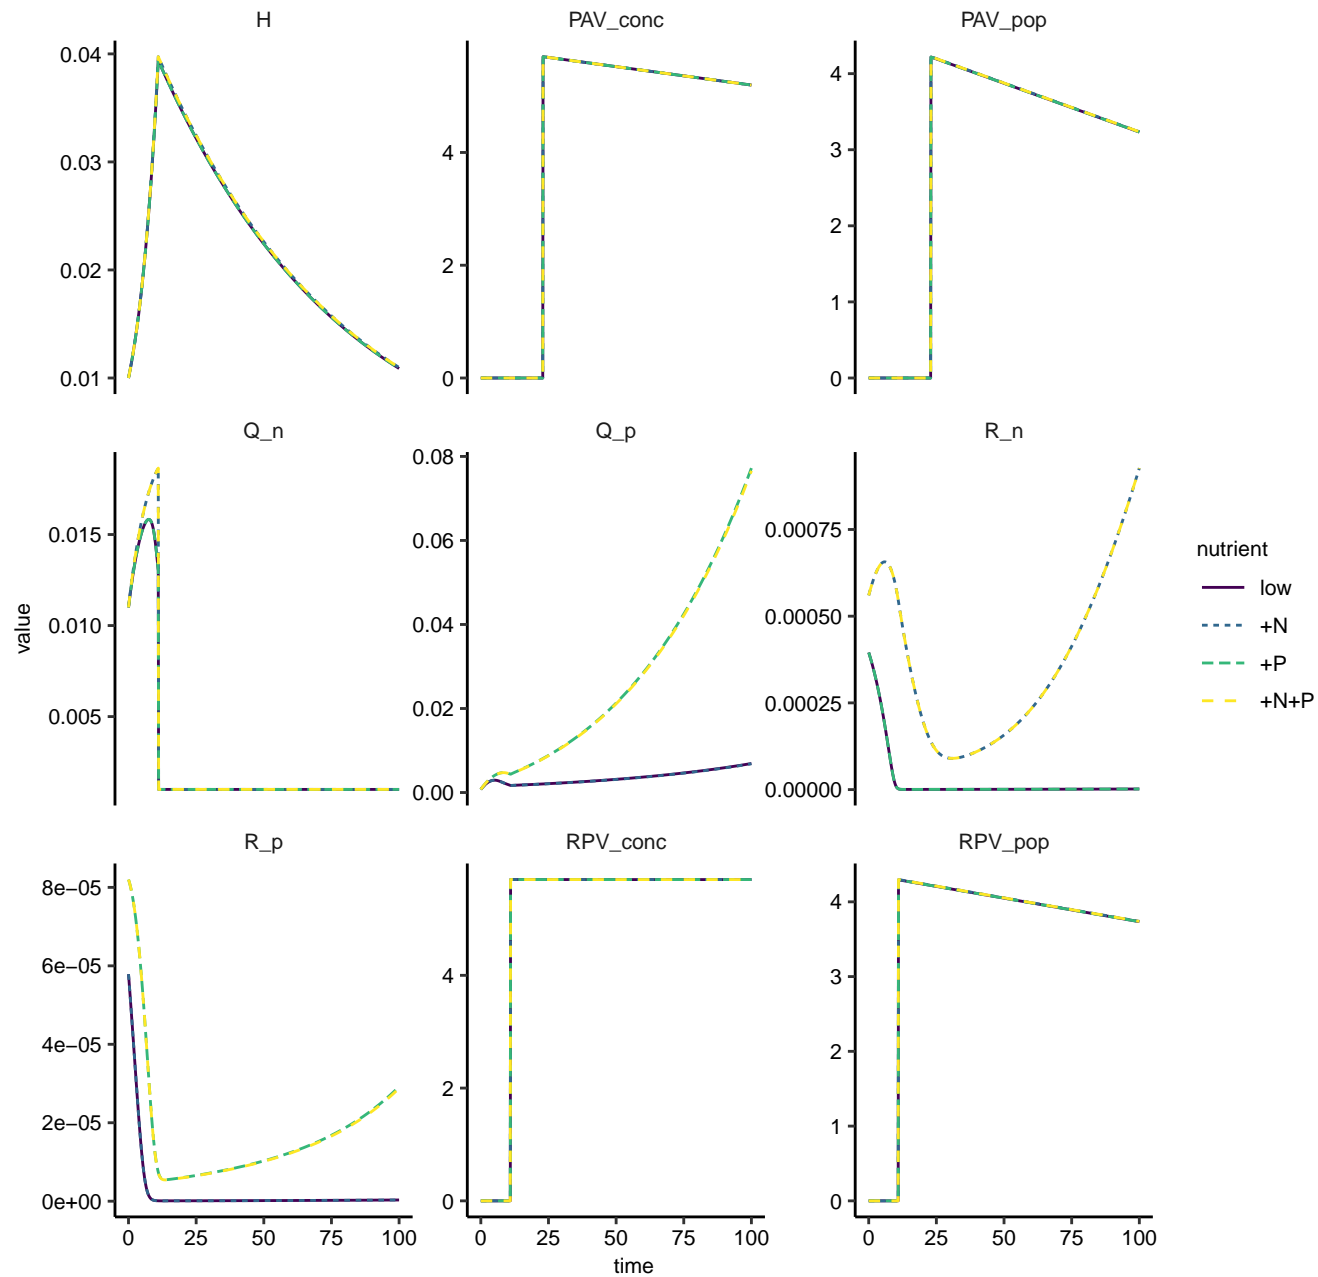 H
PAV_conc
PAV_pop
0.04
0.03
0.02
0.01
4
2
0
4
3
2
1
0
Q_n
Q_p
R_n
0.015
0.010
0.005
0.08
0.06
0.04
0.02
0.00
0.00075
0.00050
0.00025
0.00000
R_p
RPV_conc
RPV_pop
8e−05
6e−05
4e−05
2e−05
0e+00
4
2
0
4
3
2
1
0
0 25 50 75 100
0 25 50 75 100
0 25 50 75 100
time
value
nutrient
low
+N
+P
+N+P